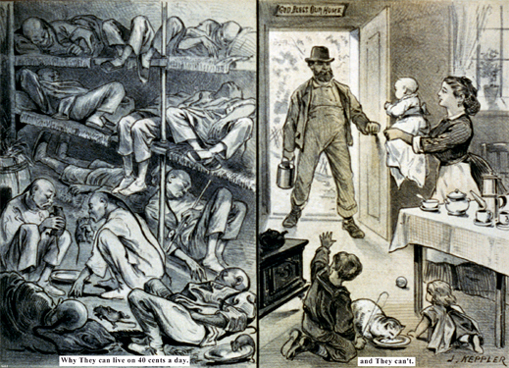 GOD BLESS OUR HOME
Why They can live on 40 cents a day.
and They can't.
J. KEPPLER